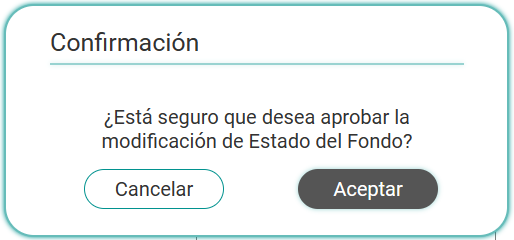 Confirmación
¿Está seguro que desea aprobar la
modificación de Estado del Fondo?
Cancelar
Aceptar